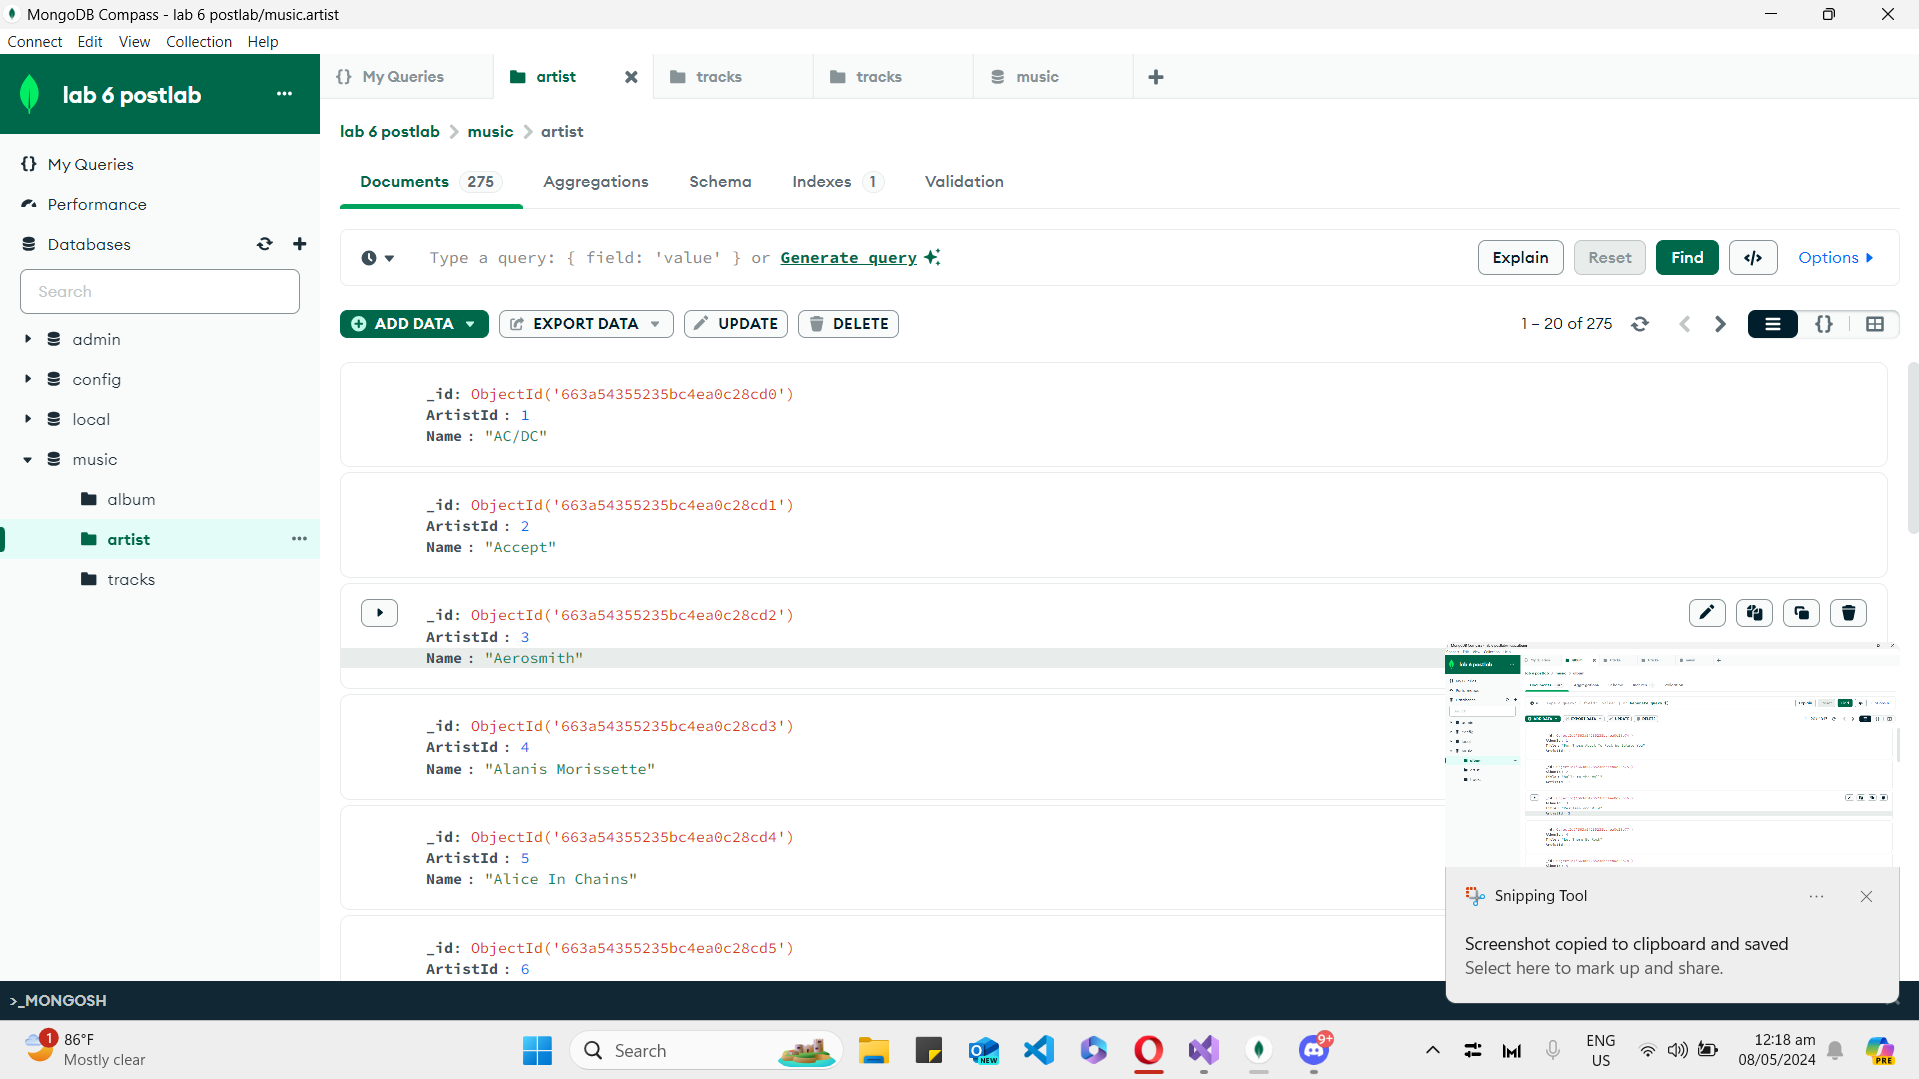 MongoDB Compass - lab 6 postlab/music.artist
Connect Edit View Collection Help
lab 6 postlab
My Queries
artist
tracks
tracks
music
lab 6 postlab > music > artist
My Queries
Performance
Databases
Search
admin
config
local
music
album
artist
tracks
Documents 275 Aggregations Schema Indexes 1 Validation
Type a query: { field: 'value' } or Generate query
Explain Reset Find </> Options
ADD DATA EXPORT DATA UPDATE DELETE
1 – 20 of 275
_id: ObjectId('663a54355235bc4ea0c28cd0')
ArtistId : 1
Name : "AC/DC"
_id: ObjectId('663a54355235bc4ea0c28cd1')
ArtistId : 2
Name : "Accept"
_id: ObjectId('663a54355235bc4ea0c28cd2')
ArtistId : 3
Name : "Aerosmith"
_id: ObjectId('663a54355235bc4ea0c28cd3')
ArtistId : 4
Name : "Alanis Morissette"
_id: ObjectId('663a54355235bc4ea0c28cd4')
ArtistId : 5
Name : "Alice In Chains"
_id: ObjectId('663a54355235bc4ea0c28cd5')
ArtistId : 6
lab 6 postlab
Snipping Tool
Screenshot copied to clipboard and saved
Select here to mark up and share.
>_MONGOSH
1
86°F
Mostly clear
Search
NEW
9+
ENG
US
12:18 am
08/05/2024
PRE